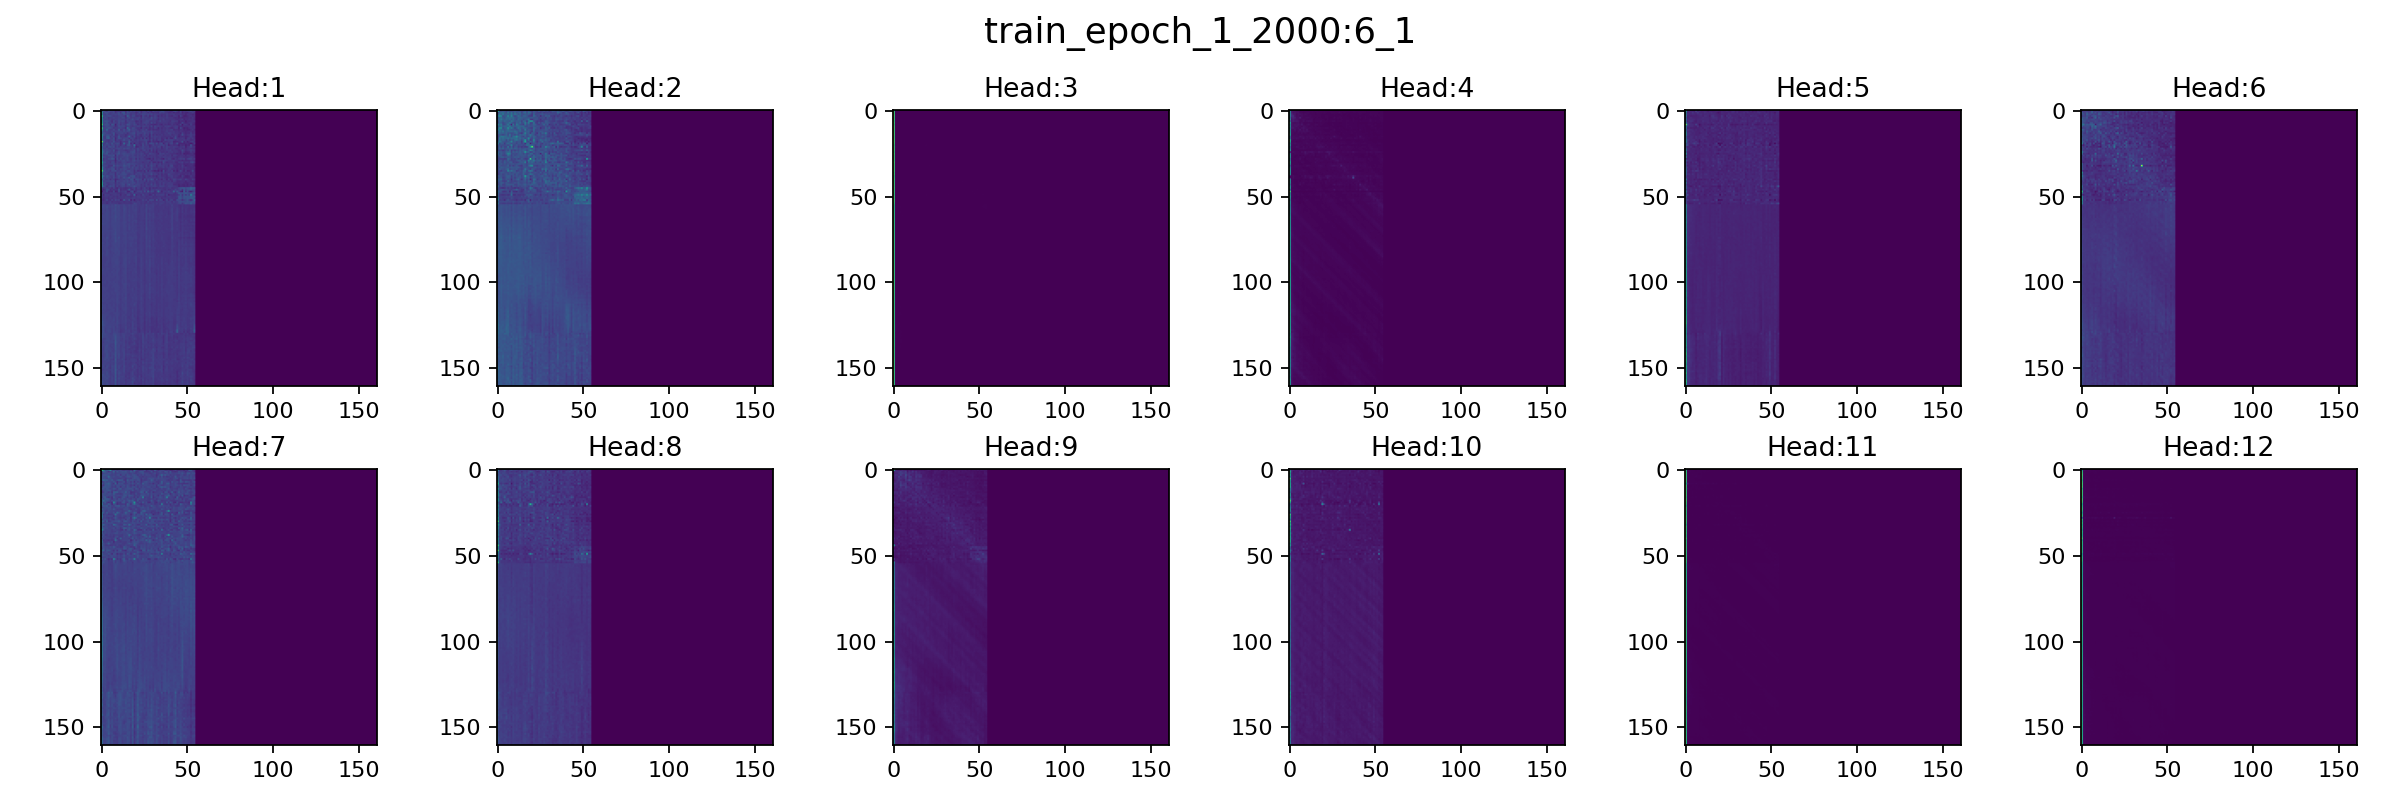 train_epoch_1_2000:6_1
Head:1 Head:2 Head:3 Head:4 Head:5 Head:6
0 0 0 0 0 0
50 50 50 50 50 50
100 100 100 100 100 100
150 150 150 150 150 150
0 50 100 150 0 50 100 150 0 50 100 150 0 50 100 150 0 50 100 150 0 50 100 150
Head:7 Head:8 Head:9 Head:10 Head:11 Head:12
0 0 0 0 0 0
50 50 50 50 50 50
100 100 100 100 100 100
150 150 150 150 150 150
0 50 100 150 0 50 100 150 0 50 100 150 0 50 100 150 0 50 100 150 0 50 100 150